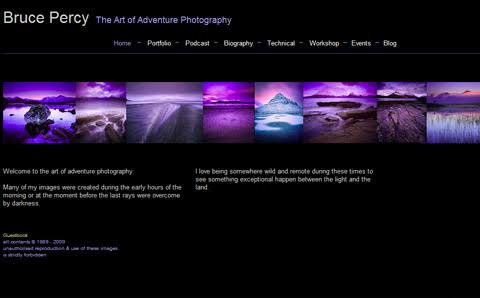 Bruce Percy The Art of Adventure Photography
Home ~ Portfolio ~ Podcast ~ Biography ~ Technical ~ Workshop ~ Events ~ Blog
Welcome to the art of adventure photography.
Many of my images were created during the early hours of the
morning or at the moment before the last rays were overcome
by darkness.
I love being somewhere wild and remote during these times to
see something exceptional happen between the light and the
land.
Guestbook
all contents © 1989 - 2009
unauthorised reproduction & use of these images
is strictly forbidden